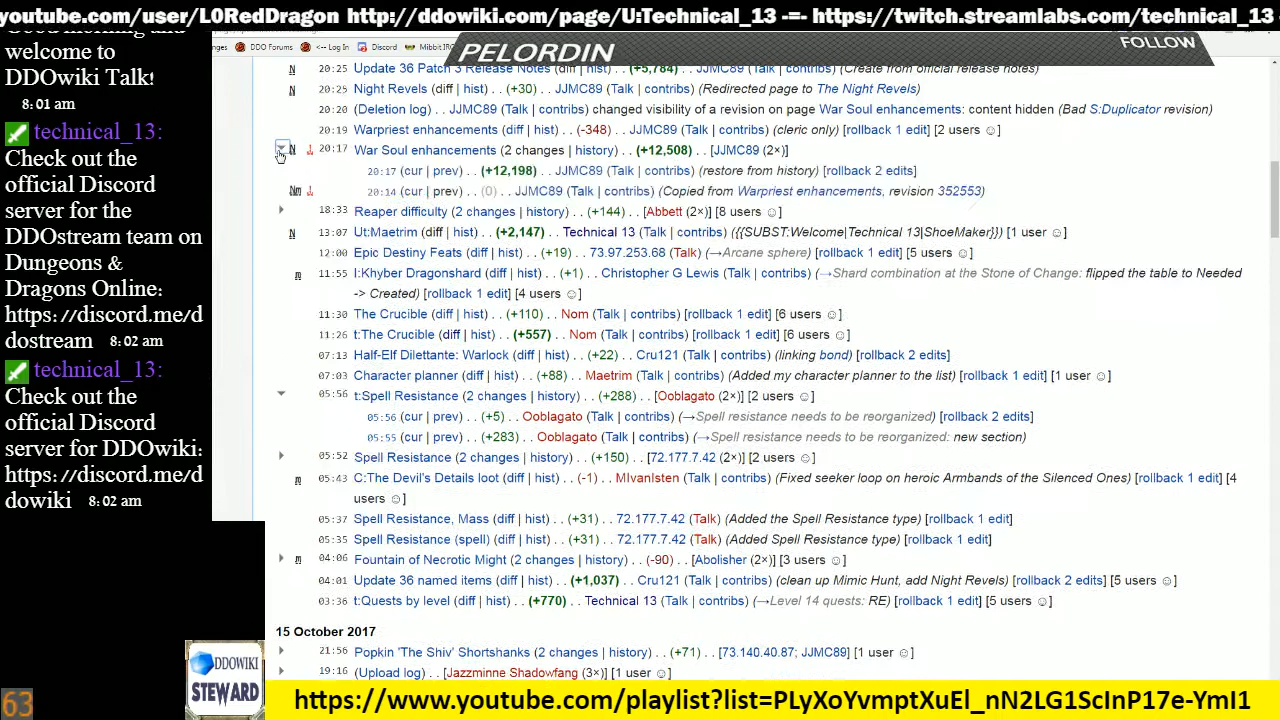 youtube.com/user/L0RedDragon http://ddowiki.com/page/U:Technical_13 -=- https://twitch.streamlabs.com/technical_13
Good morning and
welcome to
DDOwiki Talk!
8:01 am
technical_13:
Check out the
official Discord
server for the
DDOstream team on
Dungeons &
Dragons Online:
https://discord.me/d
dostream 8:02 am
technical_13:
Check out the
official Discord
server for DDOwiki:
https://discord.me/d
dowiki 8:02 am
63
DDOWIKI
STEWARD
nges DDO Forums <-- Log In Discord Mibbit IRC
PELORDIN
FOLLOW
N 20:25 Update 36 Patch 3 Release Notes (diff | hist) . . (+5,784) . . JJMC89 (Talk | contribs) (Create from official release notes)
N 20:25 Night Revels (diff | hist) . . (+30) . . JJMC89 (Talk | contribs) (Redirected page to The Night Revels)
20:20 (Deletion log) . . JJMC89 (Talk | contribs) changed visibility of a revision on page War Soul enhancements: content hidden (Bad S:Duplicator revision)
20:19 Warpriest enhancements (diff | hist) . . (-348) . . JJMC89 (Talk | contribs) (cleric only) [rollback 1 edit] [2 users ☺]
N ! 20:17 War Soul enhancements (2 changes | history) . . (+12,508) . . [JJMC89 (2×)]
20:17 (cur | prev) . . (+12,198) . . JJMC89 (Talk | contribs) (restore from history) [rollback 2 edits]
Nm ! 20:14 (cur | prev) . . (0) . . JJMC89 (Talk | contribs) (Copied from Warpriest enhancements, revision 352553)
18:33 Reaper difficulty (2 changes | history) . . (+144) . . [Abbett (2×)] [8 users ☺]
N 13:07 Ut:Maetrim (diff | hist) . . (+2,147) . . Technical 13 (Talk | contribs) ({{SUBST:Welcome|Technical 13|ShoeMaker}}) [1 user ☺]
12:00 Epic Destiny Feats (diff | hist) . . (+19) . . 73.97.253.68 (Talk) (→Arcane sphere) [rollback 1 edit] [5 users ☺]
m 11:55 I:Khyber Dragonshard (diff | hist) . . (+1) . . Christopher G Lewis (Talk | contribs) (→Shard combination at the Stone of Change: flipped the table to Needed
-> Created) [rollback 1 edit] [4 users ☺]
11:30 The Crucible (diff | hist) . . (+110) . . Nom (Talk | contribs) [rollback 1 edit] [6 users ☺]
11:26 t:The Crucible (diff | hist) . . (+557) . . Nom (Talk | contribs) [rollback 1 edit] [6 users ☺]
07:13 Half-Elf Dilettante: Warlock (diff | hist) . . (+22) . . Cru121 (Talk | contribs) (linking bond) [rollback 2 edits]
07:03 Character planner (diff | hist) . . (+88) . . Maetrim (Talk | contribs) (Added my character planner to the list) [rollback 1 edit] [1 user ☺]
05:56 t:Spell Resistance (2 changes | history) . . (+288) . . [Ooblagato (2×)] [2 users ☺]
05:56 (cur | prev) . . (+5) . . Ooblagato (Talk | contribs) (→Spell resistance needs to be reorganized) [rollback 2 edits]
05:55 (cur | prev) . . (+283) . . Ooblagato (Talk | contribs) (→Spell resistance needs to be reorganized: new section)
05:52 Spell Resistance (2 changes | history) . . (+150) . . [72.177.7.42 (2×)] [2 users ☺]
m 05:43 C:The Devil's Details loot (diff | hist) . . (-1) . . MIvanIsten (Talk | contribs) (Fixed seeker loop on heroic Armbands of the Silenced Ones) [rollback 1 edit] [4
users ☺]
05:37 Spell Resistance, Mass (diff | hist) . . (+31) . . 72.177.7.42 (Talk) (Added the Spell Resistance type) [rollback 1 edit]
05:35 Spell Resistance (spell) (diff | hist) . . (+31) . . 72.177.7.42 (Talk) (Added Spell Resistance type) [rollback 1 edit]
m 04:06 Fountain of Necrotic Might (2 changes | history) . . (-90) . . [Abolisher (2×)] [3 users ☺]
04:01 Update 36 named items (diff | hist) . . (+1,037) . . Cru121 (Talk | contribs) (clean up Mimic Hunt, add Night Revels) [rollback 2 edits] [5 users ☺]
03:36 t:Quests by level (diff | hist) . . (+770) . . Technical 13 (Talk | contribs) (→Level 14 quests: RE) [rollback 1 edit] [5 users ☺]
15 October 2017
21:56 Popkin 'The Shiv' Shortshanks (2 changes | history) . . (+71) . . [73.140.40.87; JJMC89] [1 user ☺]
19:16 (Upload log) . . [Jazzminne Shadowfang (3×)] [1 user ☺]
https://www.youtube.com/playlist?list=PLyXoYvmptXuEl_nN2LG1ScInP17e-YmI1